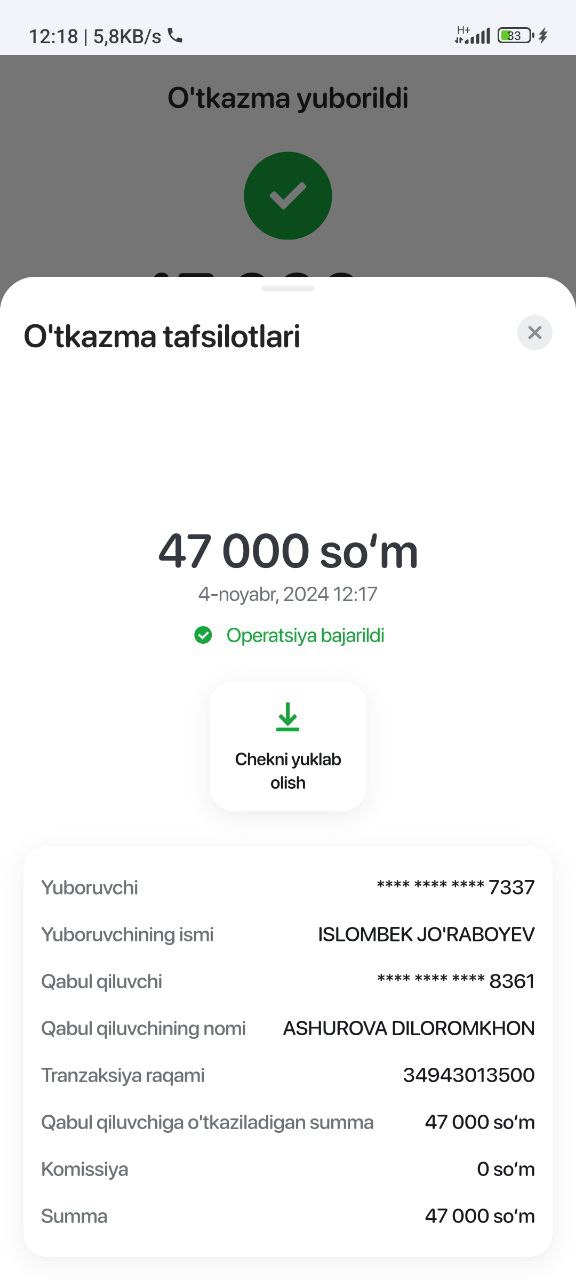 12:18 | 5,8KB/s
H+
33
O'tkazma yuborildi
O'tkazma tafsilotlari
47 000 so‘m
4-noyabr, 2024 12:17
Operatsiya bajarildi
Chekni yuklab
olish
Yuboruvchi **** **** **** 7337
Yuboruvchining ismi ISLOMBEK JO'RABOYEV
Qabul qiluvchi **** **** **** 8361
Qabul qiluvchining nomi ASHUROVA DILOROMKHON
Tranzaksiya raqami 34943013500
Qabul qiluvchiga o'tkaziladigan summa 47 000 so‘m
Komissiya 0 so‘m
Summa 47 000 so‘m